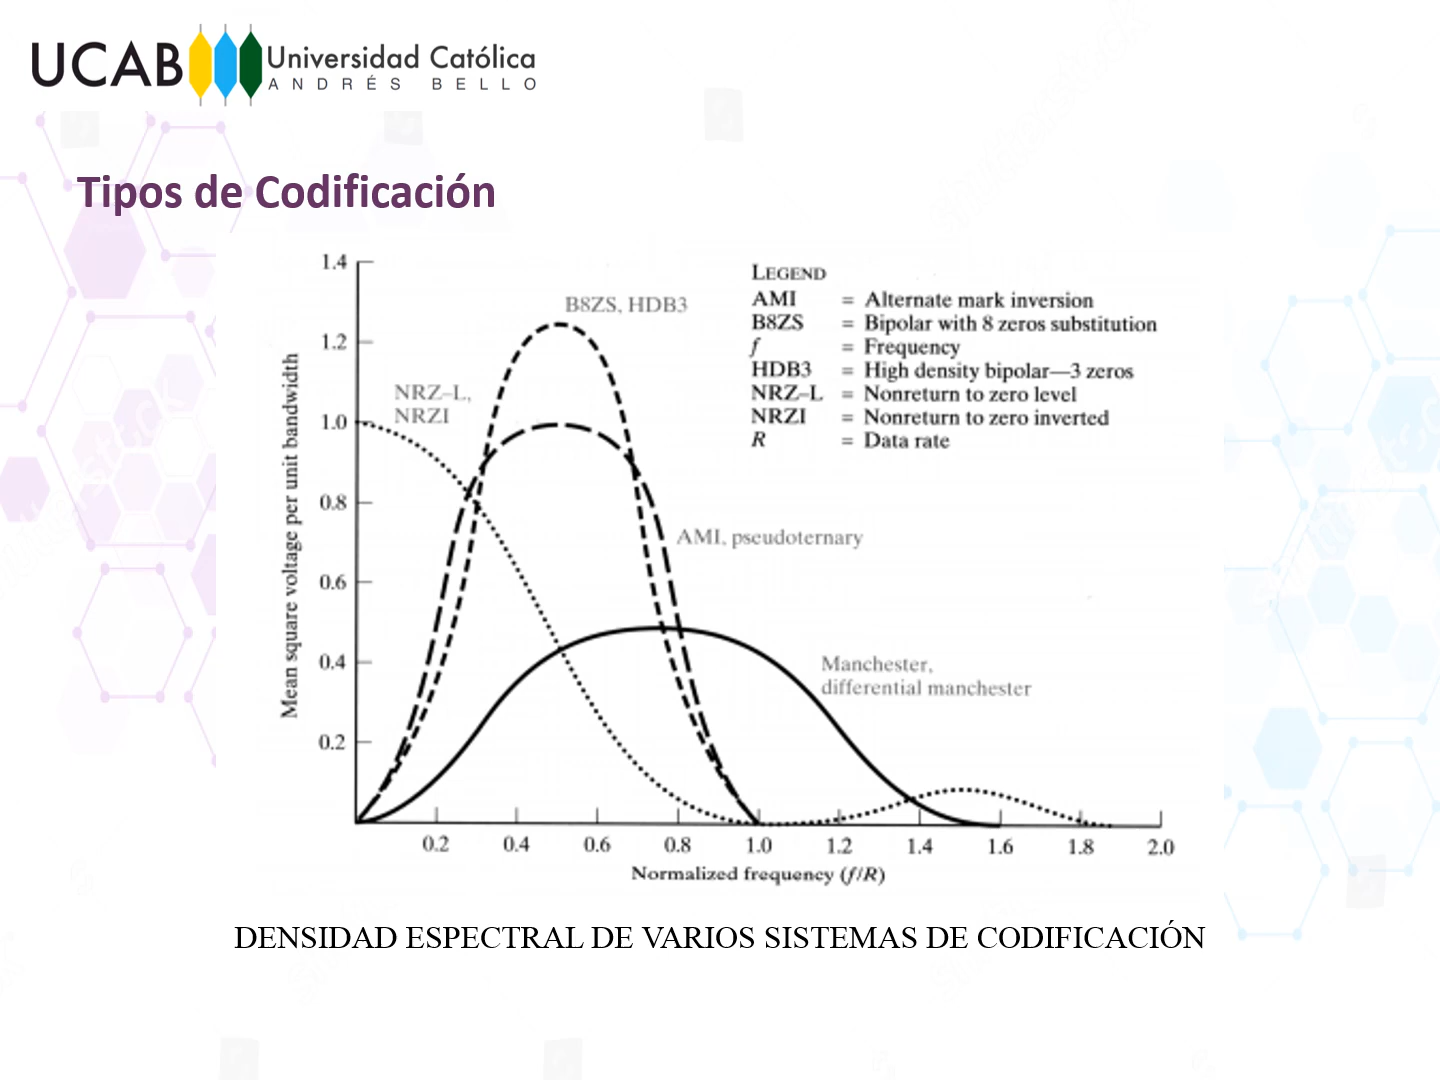 UCAB Universidad Católica
ANDRÉS BELLO
Tipos de Codificación
1.4
1.2
1.0
0.8
0.6
0.4
0.2
Mean square voltage per unit bandwidth
B8ZS, HDB3
NRZ–L,
NRZI
AMI, pseudoternary
Manchester,
differential manchester
LEGEND
AMI = Alternate mark inversion
B8ZS = Bipolar with 8 zeros substitution
f = Frequency
HDB3 = High density bipolar—3 zeros
NRZ–L = Nonreturn to zero level
NRZI = Nonreturn to zero inverted
R = Data rate
0.2 0.4 0.6 0.8 1.0 1.2 1.4 1.6 1.8 2.0
Normalized frequency (f/R)
DENSIDAD ESPECTRAL DE VARIOS SISTEMAS DE CODIFICACIÓN